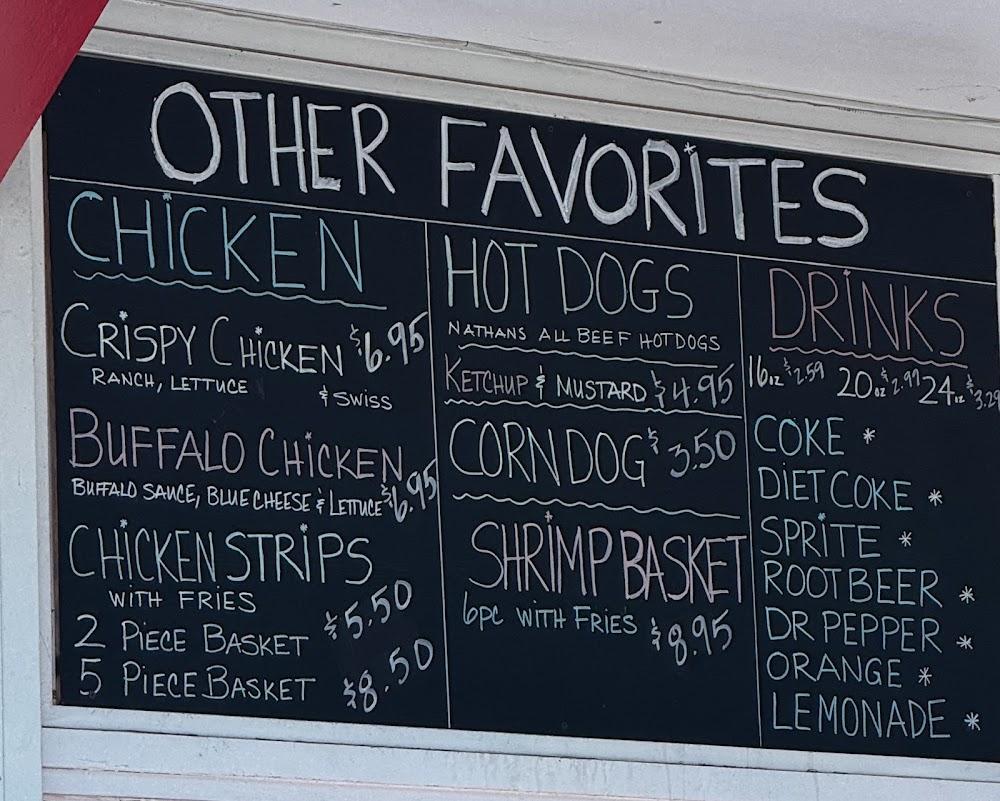 OTHER FAVORITES
CHICKEN
CRISPY CHICKEN $6.95
RANCH, LETTUCE & SWISS
BUFFALO CHICKEN
BUFFALO SAUCE, BLUE CHEESE & LETTUCE $6.95
CHICKEN STRIPS
WITH FRIES
2 PIECE BASKET $5.50
5 PIECE BASKET $8.50
HOT DOGS
NATHANS ALL BEEF HOTDOGS
KETCHUP & MUSTARD $4.95
CORN DOG $3.50
SHRIMP BASKET
6PC WITH FRIES $8.95
DRINKS
16oz $2.59 20oz $2.99 24oz $3.29
COKE *
DIET COKE *
SPRITE *
ROOTBEER *
DR PEPPER *
ORANGE *
LEMONADE *